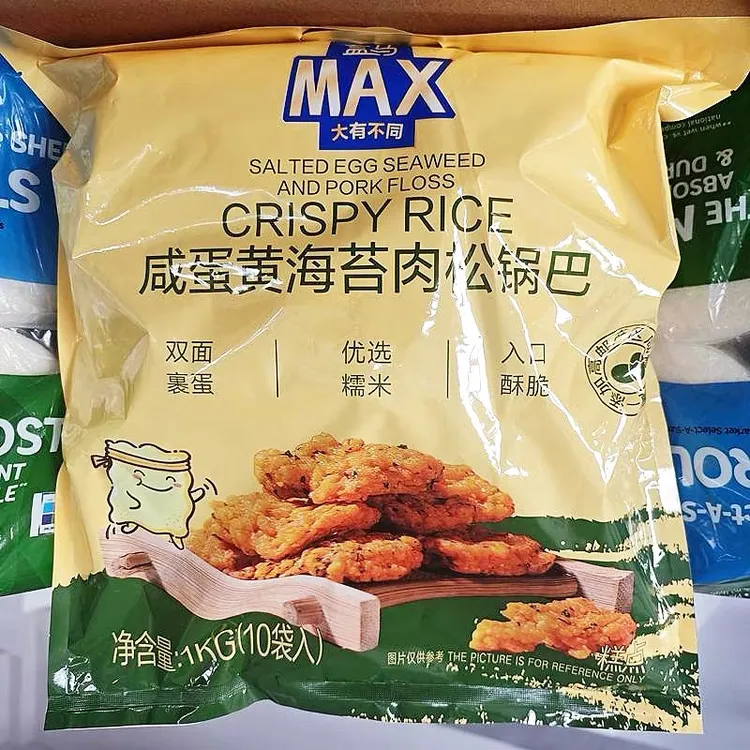 盒马
MAX
大有不同
SALTED EGG SEAWEED
AND PORK FLOSS
CRISPY RICE
咸蛋黄海苔肉松锅巴
双面
裹蛋
优选
糯米
入口
酥脆
净含量:1KG(10袋入)
图片仅供参考 THE PICTURE IS FOR REFERENCE ONLY
糕点